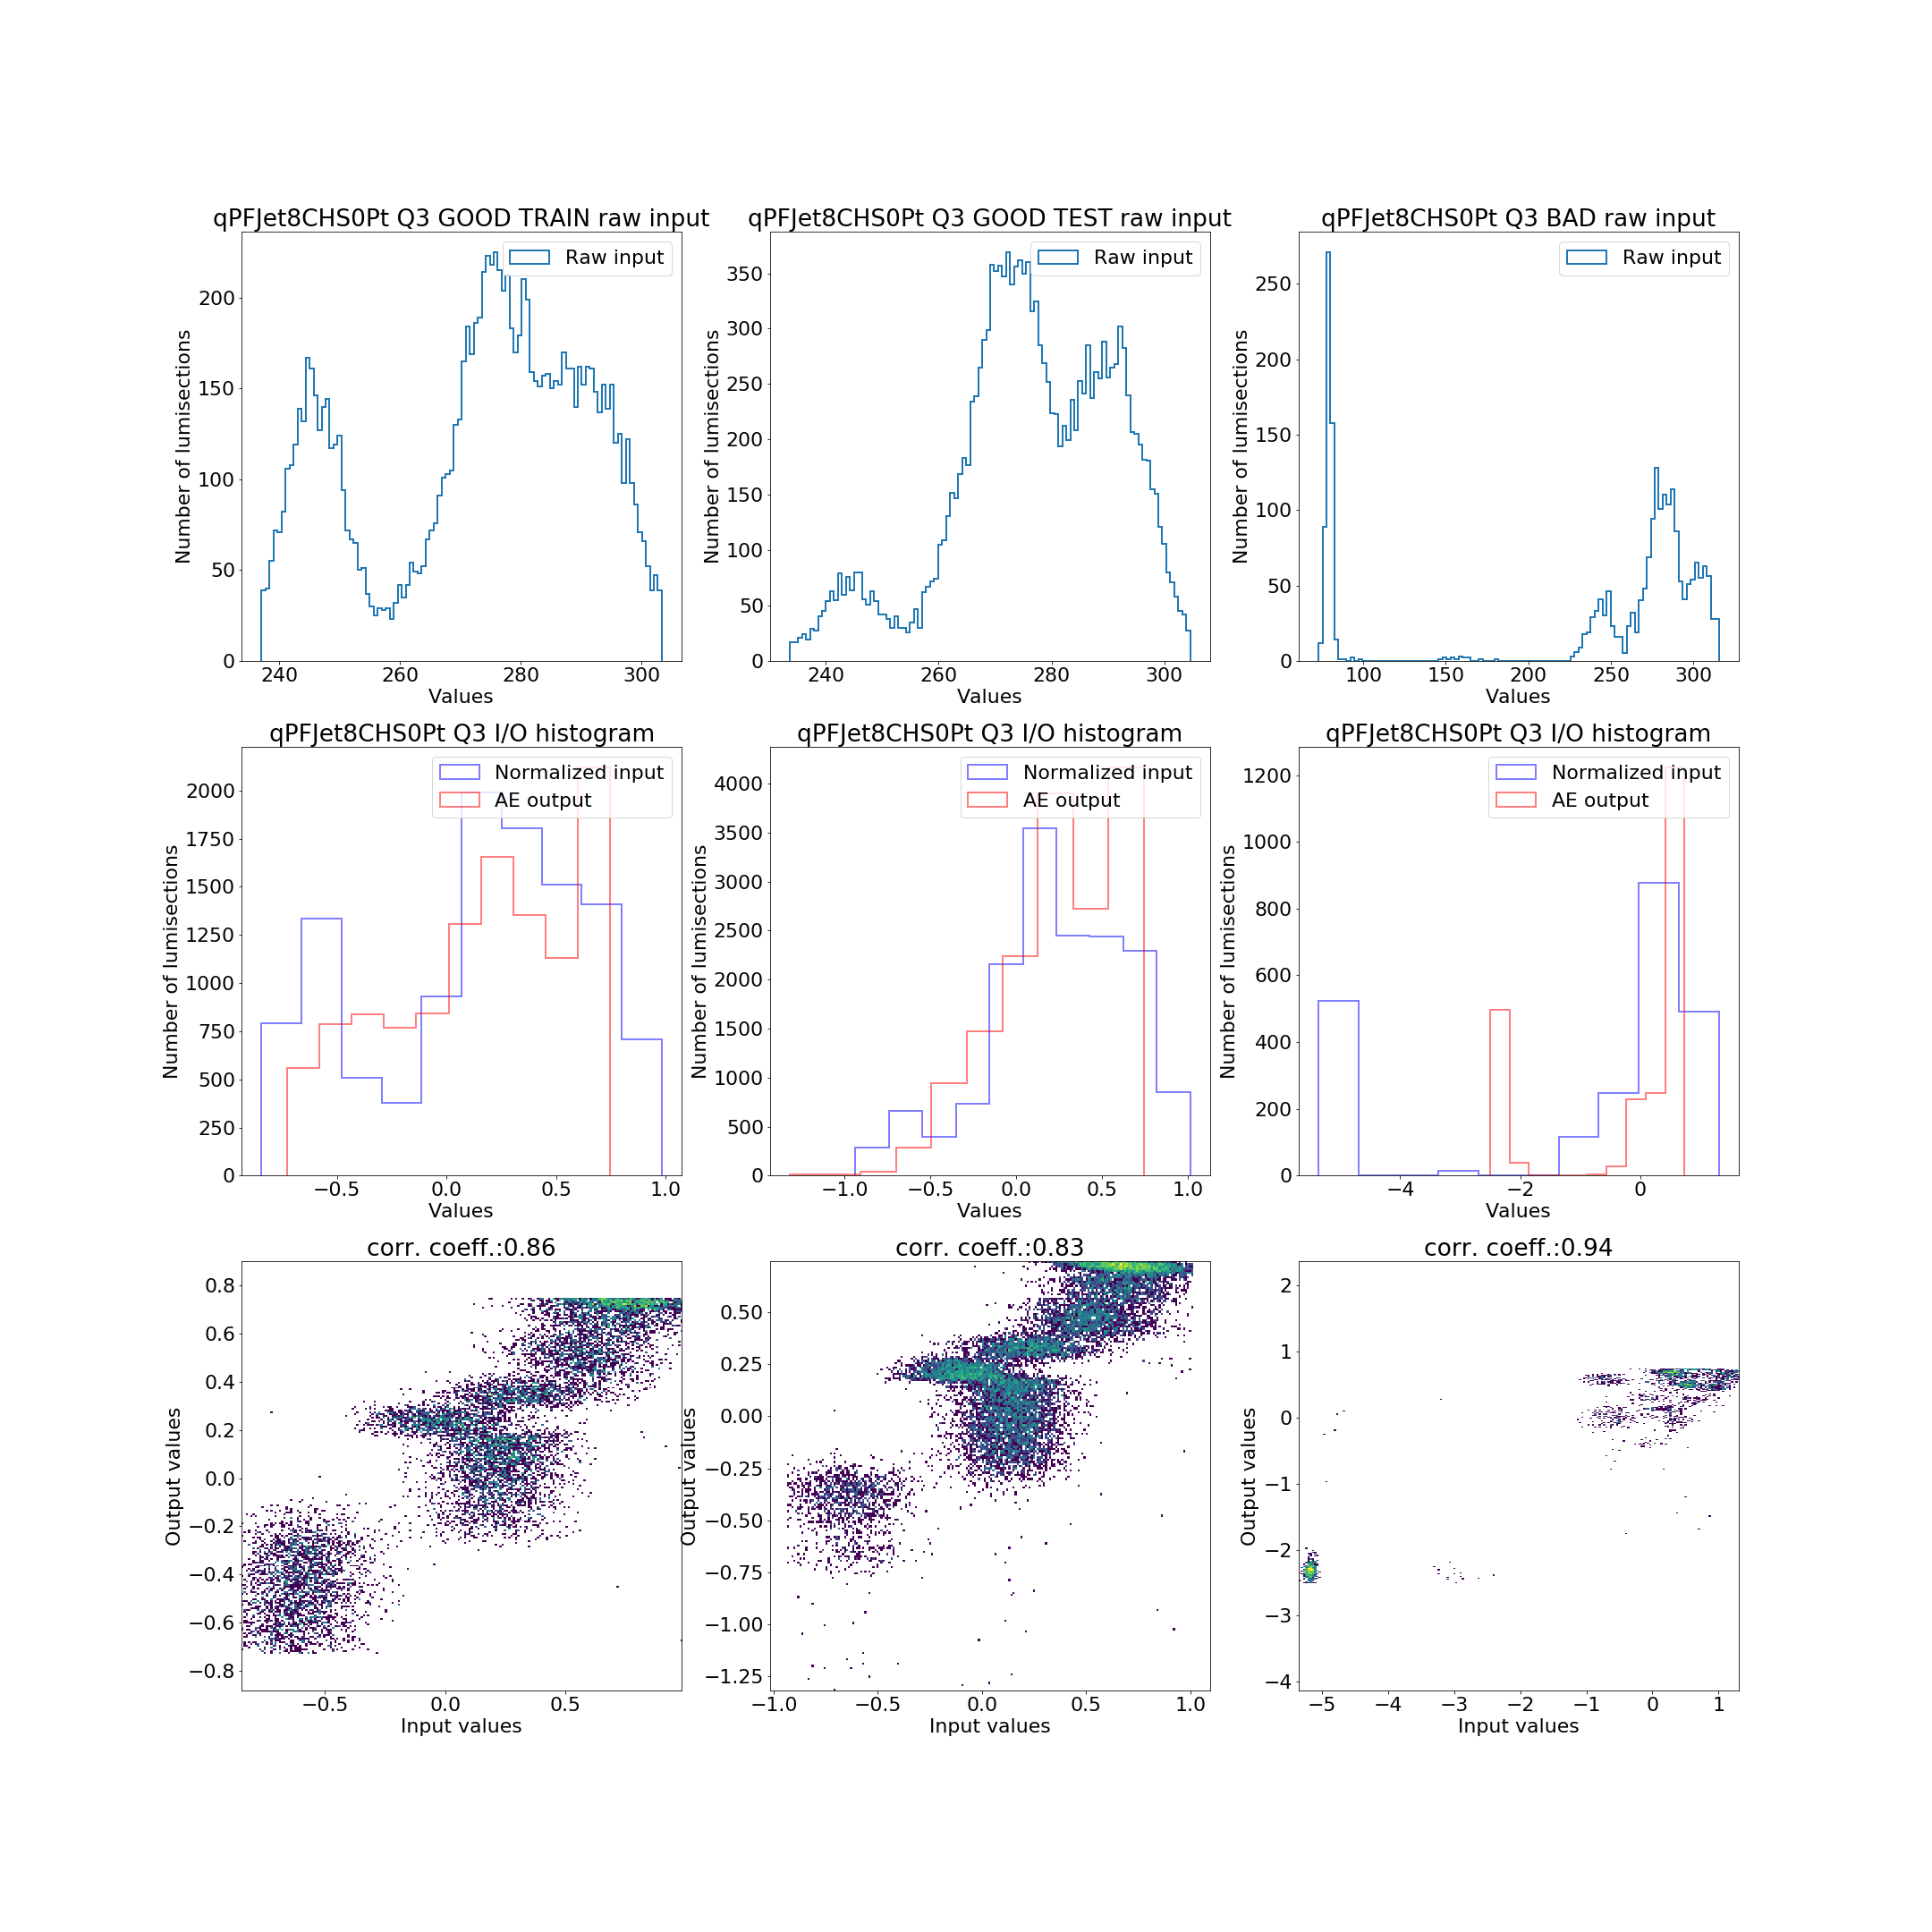 qPFJet8CHS0Pt Q3 GOOD TRAIN raw input
Raw input
200
150
100
50
0
240 260 280 300
Number of lumisections
Values
qPFJet8CHS0Pt Q3 GOOD TEST raw input
Raw input
350
300
250
200
150
100
50
0
240 260 280 300
Number of lumisections
Values
qPFJet8CHS0Pt Q3 BAD raw input
Raw input
250
200
150
100
50
0
100 150 200 250 300
Number of lumisections
Values
qPFJet8CHS0Pt Q3 I/O histogram
Normalized input
AE output
2000
1750
1500
1250
1000
750
500
250
0
−0.5 0.0 0.5 1.0
Number of lumisections
Values
qPFJet8CHS0Pt Q3 I/O histogram
Normalized input
AE output
4000
3500
3000
2500
2000
1500
1000
500
0
−1.0 −0.5 0.0 0.5 1.0
Number of lumisections
Values
qPFJet8CHS0Pt Q3 I/O histogram
Normalized input
AE output
1200
1000
800
600
400
200
0
−4 −2 0
Number of lumisections
Values
corr. coeff.:0.86
0.8
0.6
0.4
0.2
0.0
−0.2
−0.4
−0.6
−0.8
−0.5 0.0 0.5
Output values
Input values
corr. coeff.:0.83
0.50
0.25
0.00
−0.25
−0.50
−0.75
−1.00
−1.25
−1.0 −0.5 0.0 0.5 1.0
Output values
Input values
corr. coeff.:0.94
2
1
0
−1
−2
−3
−4
−5 −4 −3 −2 −1 0 1
Output values
Input values